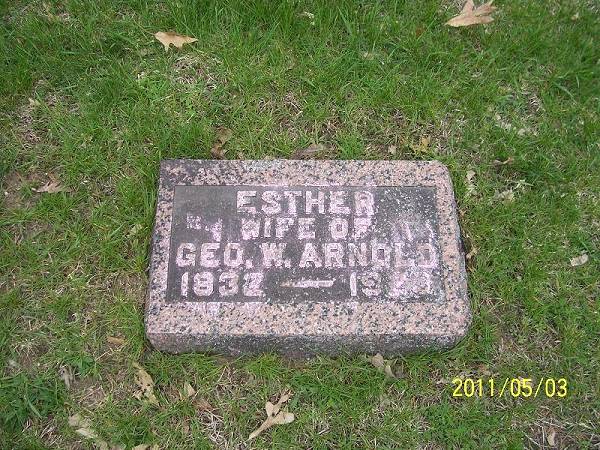 ESTHER
WIFE OF
GEO. W. ARNOLD
1832 —
2011/05/03